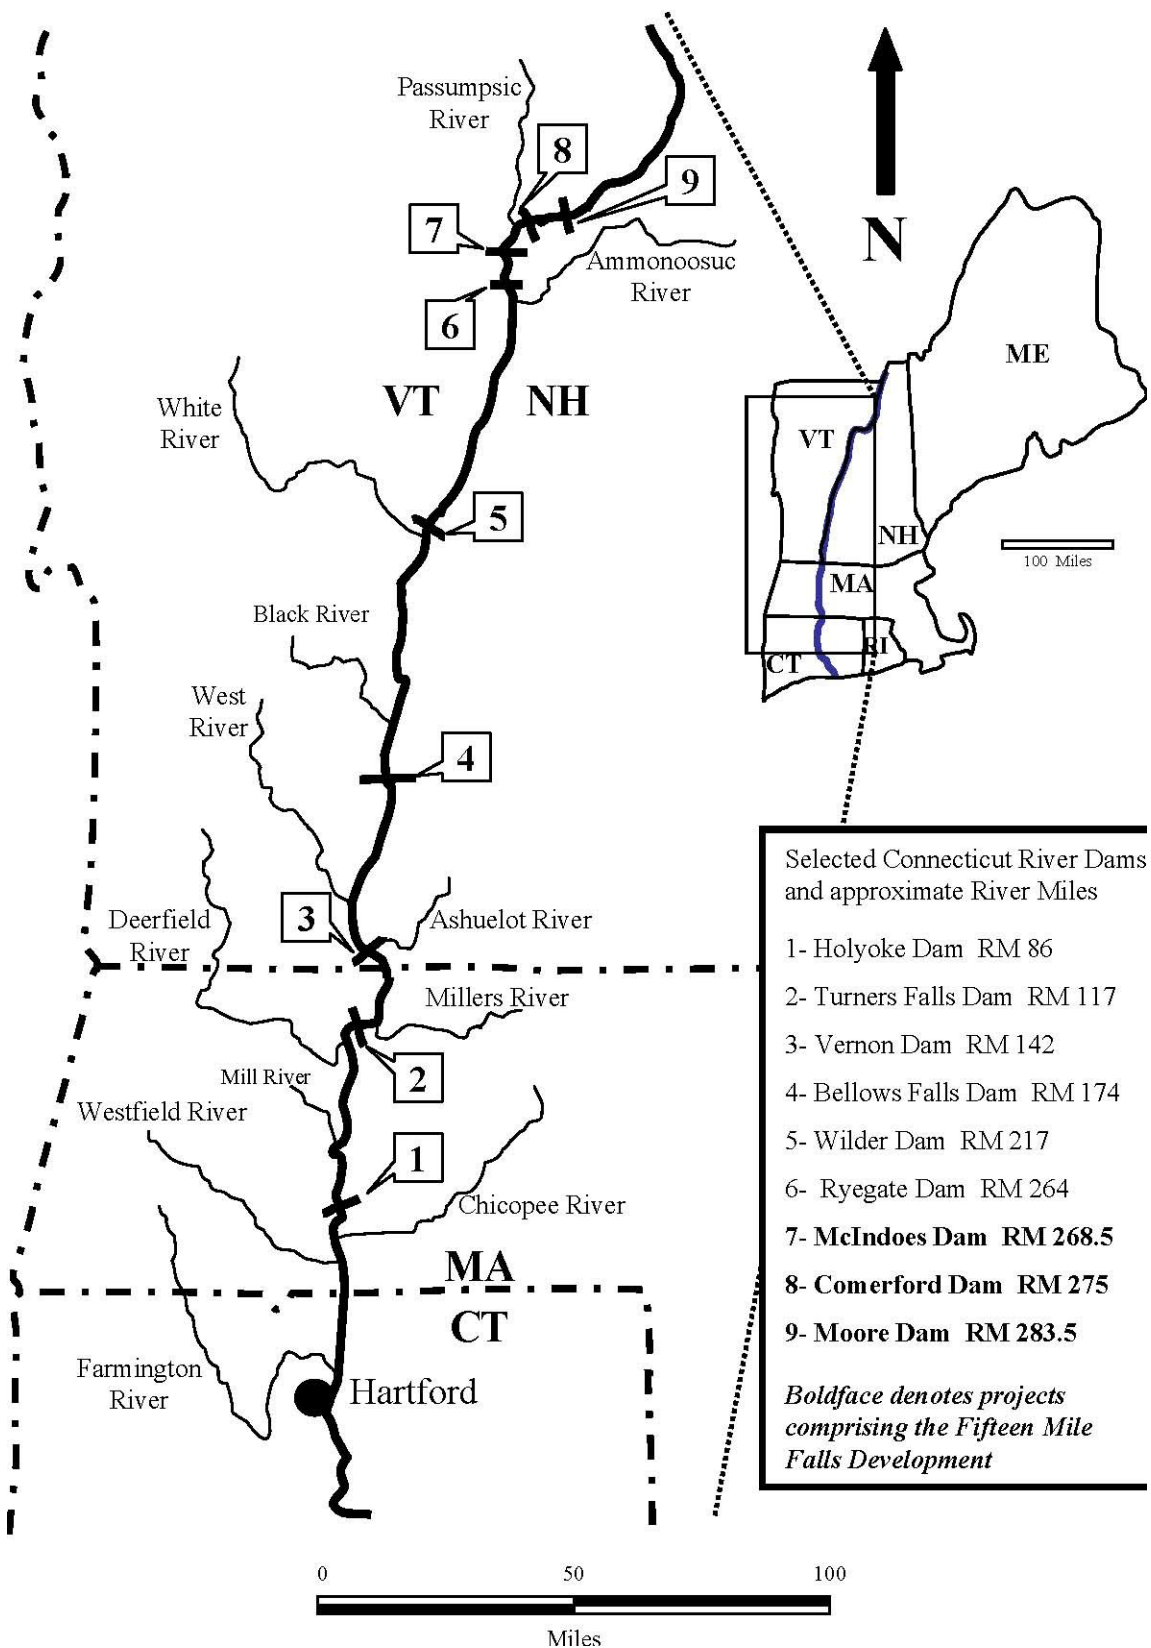 Passumpsic
River
8
9
7
Ammonoosuc
River
6
N
ME
VT
NH
White
River
VT
5
NH
100 Miles
MA
Black River
RI
CT
West
River
4
Selected Connecticut River Dams
and approximate River Miles
1- Holyoke Dam RM 86
2- Turners Falls Dam RM 117
3- Vernon Dam RM 142
4- Bellows Falls Dam RM 174
5- Wilder Dam RM 217
6- Ryegate Dam RM 264
7- McIndoes Dam RM 268.5
8- Comerford Dam RM 275
9- Moore Dam RM 283.5
Boldface denotes projects
comprising the Fifteen Mile
Falls Development
3
Ashuelot River
Deerfield
River
Millers River
2
Mill River
Westfield River
1
Chicopee River
MA
CT
Farmington
River
Hartford
0
50
100
Miles